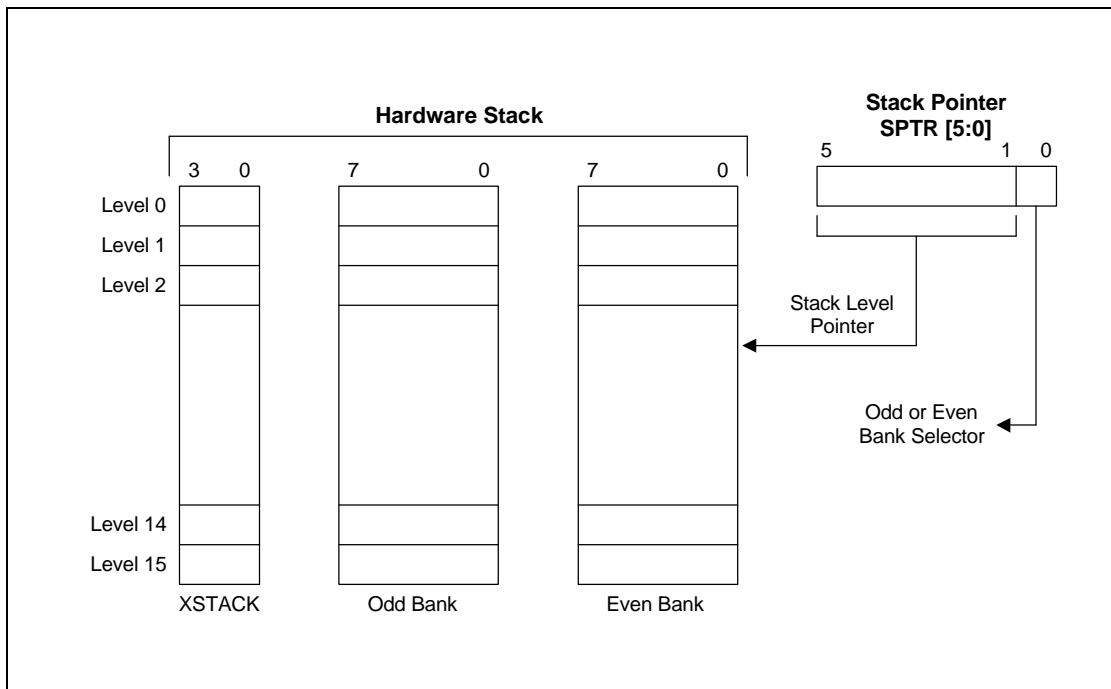 Hardware Stack
Stack Pointer
SPTR [5:0]
5 1 0
3 0 7 0 7 0
Level 0
Level 1
Level 2
Stack Level
Pointer
Odd or Even
Bank Selector
Level 14
Level 15
XSTACK Odd Bank Even Bank